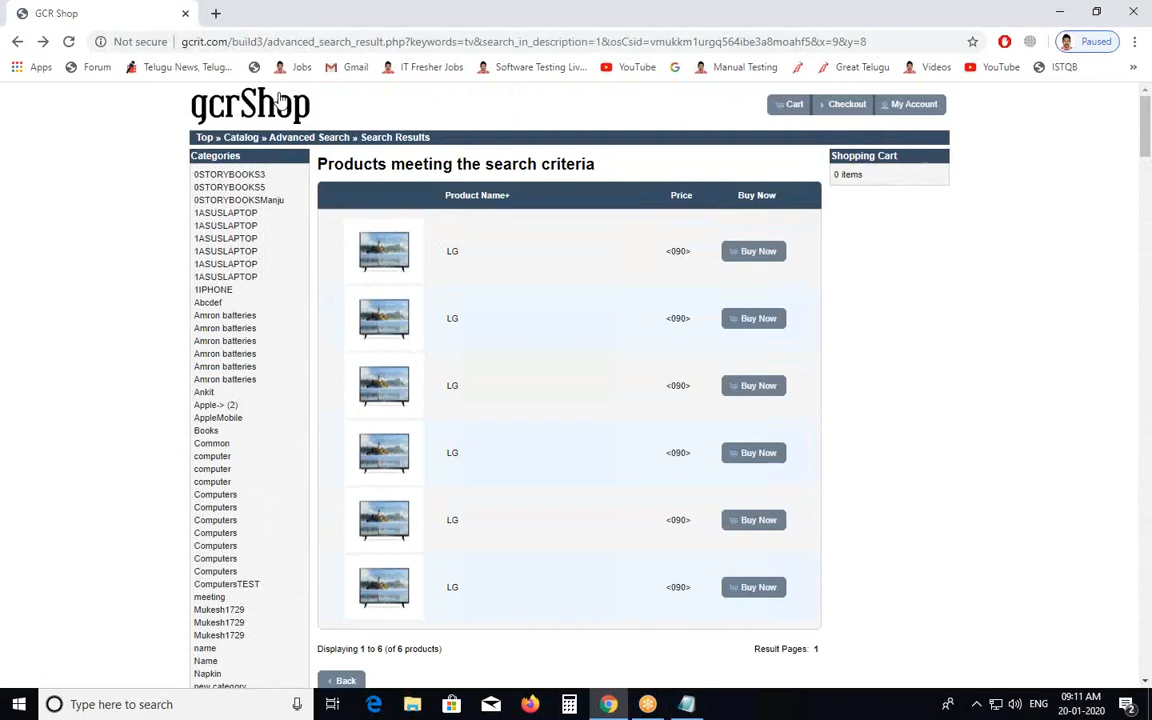 GCR Shop
Not secure | gcrit.com/build3/advanced_search_result.php?keywords=tv&search_in_description=1&osCsid=vmukkm1urgq564ibe3a8moahf5&x=9&y=8
Paused
Apps Forum Telugu News, Telug... Jobs Gmail IT Fresher Jobs Software Testing Liv... YouTube Manual Testing Great Telugu Videos YouTube ISTQB »
gcrShop
Cart Checkout My Account
Top » Catalog » Advanced Search » Search Results
Categories
0STORYBOOKS3
0STORYBOOKS5
0STORYBOOKSManju
1ASUSLAPTOP
1ASUSLAPTOP
1ASUSLAPTOP
1ASUSLAPTOP
1ASUSLAPTOP
1ASUSLAPTOP
1IPHONE
Abcdef
Amron batteries
Amron batteries
Amron batteries
Amron batteries
Amron batteries
Amron batteries
Ankit
Apple-> (2)
AppleMobile
Books
Common
computer
computer
computer
Computers
Computers
Computers
Computers
Computers
Computers
Computers
ComputersTEST
meeting
Mukesh1729
Mukesh1729
Mukesh1729
name
Name
Napkin
new category
Products meeting the search criteria
Product Name+ Price Buy Now
LG <090> Buy Now
LG <090> Buy Now
LG <090> Buy Now
LG <090> Buy Now
LG <090> Buy Now
LG <090> Buy Now
Displaying 1 to 6 (of 6 products) Result Pages: 1
Back
Shopping Cart
0 items
Type here to search
ENG
09:11 AM
20-01-2020
2